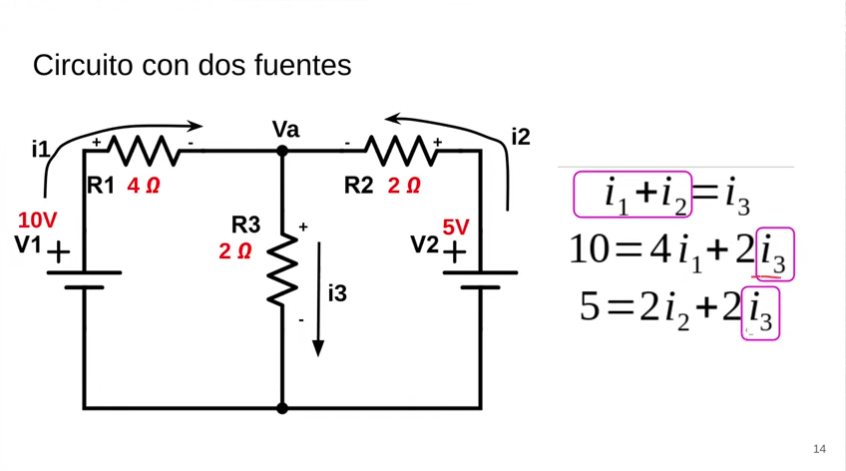 Circuito con dos fuentes
Va
i1
+ -
- +
i2
R1 4 Ω
R2 2 Ω
10V
V1 +
R3 +
2 Ω
5V
V2 +
i3
-
i₁+i₂=i₃
10=4i₁+2i₃
5=2i₂+2i₃
14